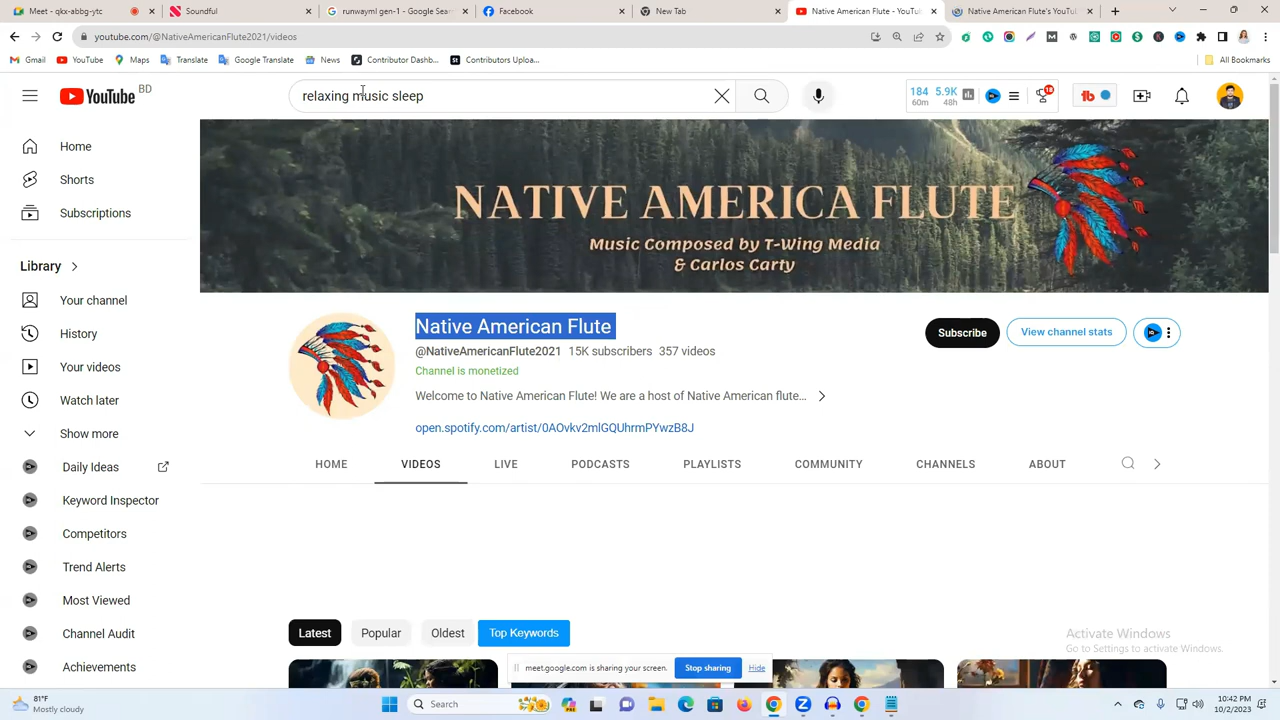 Meet - qkx-abbg-ytc
Soundful
runwayml gen-1 - Google Sear
Facebook
New Tab
Native American Flute - YouTu
Native American Flute's YouTu
youtube.com/@NativeAmericanFlute2021/videos
Gmail
YouTube
Maps
Translate
Google Translate
News
Contributor Dashb...
Contributors Uploa...
All Bookmarks
YouTube BD
relaxing music sleep
184 5.9K
60m 48h
18
Home
Shorts
Subscriptions
Library
Your channel
History
Your videos
Watch later
Show more
Daily Ideas
Keyword Inspector
Competitors
Trend Alerts
Most Viewed
Channel Audit
Achievements
NATIVE AMERICA FLUTE
Music Composed by T-Wing Media
& Carlos Carty
Native American Flute
@NativeAmericanFlute2021 15K subscribers 357 videos
Channel is monetized
Welcome to Native American Flute! We are a host of Native American flute...
open.spotify.com/artist/0AOvkv2mlGQUhrmPYwzB8J
Subscribe
View channel stats
HOME
VIDEOS
LIVE
PODCASTS
PLAYLISTS
COMMUNITY
CHANNELS
ABOUT
Latest
Popular
Oldest
Top Keywords
meet.google.com is sharing your screen.
Stop sharing
Hide
Activate Windows
Go to Settings to activate Windows.
81°F
Mostly cloudy
Search
10:42 PM
10/2/2023